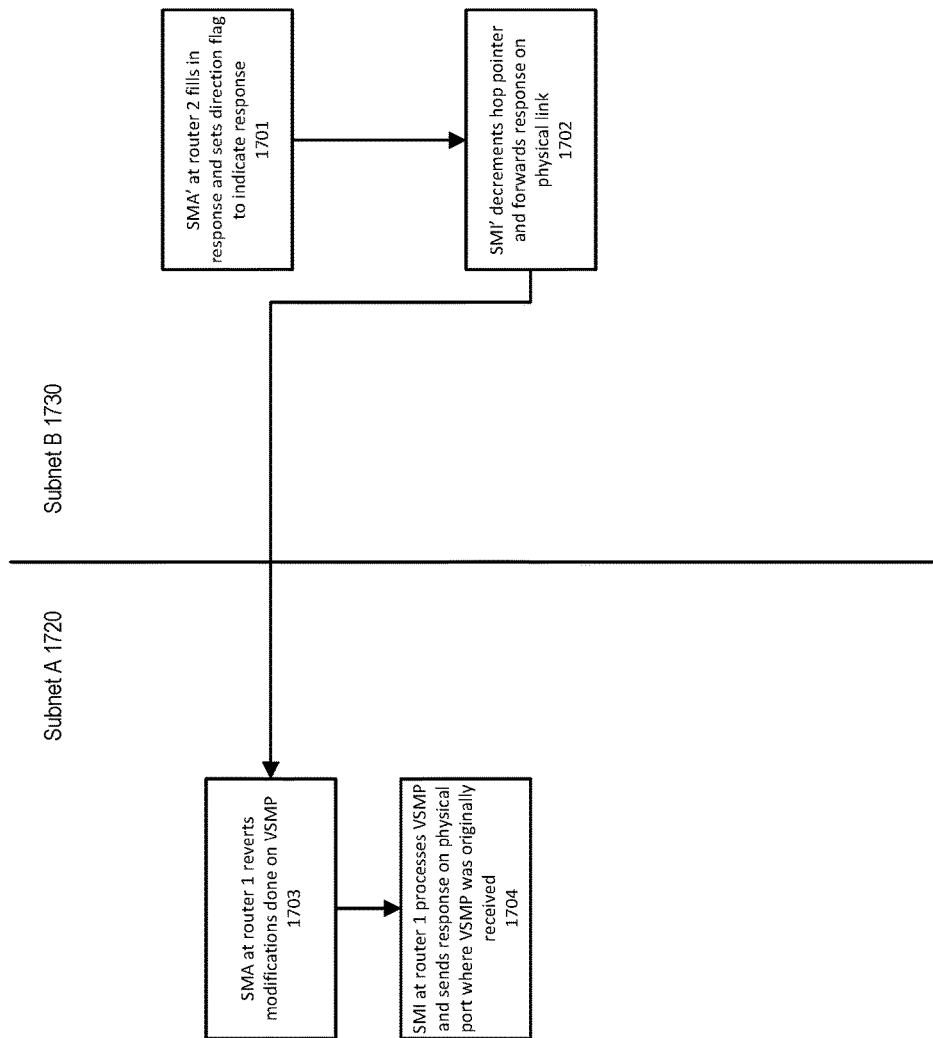 Subnet A 1720
Subnet B 1730
SMA' at router 2 fills in
response and sets direction flag
to indicate response
1701
SMI' decrements hop pointer
and forwards response on
physical link
1702
SMA at router 1 reverts
modifications done on VSMP
1703
SMI at router 1 processes VSMP
and sends response on physical
port where VSMP was originally
received
1704